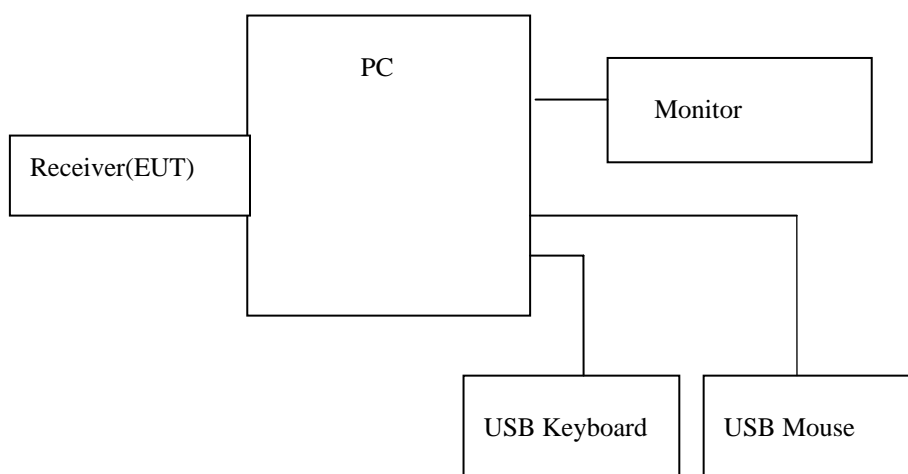 PC
Monitor
Receiver(EUT)
USB Keyboard
USB Mouse